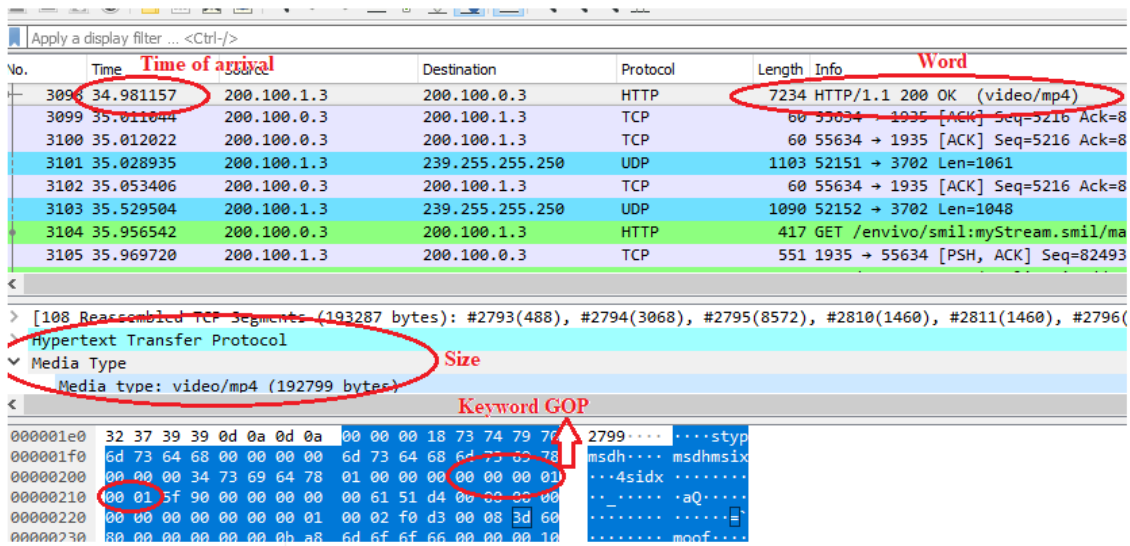 Apply a display filter ... <Ctrl-/>
No. Time Source Destination Protocol Length Info
Time of arrival
Word
3098 34.981157 200.100.1.3 200.100.0.3 HTTP 7234 HTTP/1.1 200 OK (video/mp4)
3099 35.011044 200.100.0.3 200.100.1.3 TCP 60 55634 → 1935 [ACK] Seq=5216 Ack=8
3100 35.012022 200.100.0.3 200.100.1.3 TCP 60 55634 → 1935 [ACK] Seq=5216 Ack=8
3101 35.028935 200.100.1.3 239.255.255.250 UDP 1103 52151 → 3702 Len=1061
3102 35.053406 200.100.0.3 200.100.1.3 TCP 60 55634 → 1935 [ACK] Seq=5216 Ack=8
3103 35.529504 200.100.1.3 239.255.255.250 UDP 1090 52152 → 3702 Len=1048
3104 35.956542 200.100.0.3 200.100.1.3 HTTP 417 GET /envivo/smil:myStream.smil/ma
3105 35.969720 200.100.1.3 200.100.0.3 TCP 551 1935 → 55634 [PSH, ACK] Seq=82493
[108 Reassembled TCP Segments (193287 bytes): #2793(488), #2794(3068), #2795(8572), #2810(1460), #2811(1460), #2796(
Hypertext Transfer Protocol
Media Type
Size
Media type: video/mp4 (192799 bytes)
Keyword GOP
000001e0 32 37 39 39 0d 0a 0d 0a 00 00 00 18 73 74 79 70 2799···· ····styp
000001f0 6d 73 64 68 00 00 00 00 6d 73 64 68 6d 73 69 78 msdh···· msdhmsix
00000200 00 00 00 34 73 69 64 78 01 00 00 00 00 00 00 01 ···4sidx ········
00000210 00 01 5f 90 00 00 00 00 00 61 51 d4 00 00 00 00 ··_····· ·aQ·····
00000220 00 00 00 00 00 00 00 01 00 02 f0 d3 00 08 3d 60 ········ ······=`
00000230 80 00 00 00 00 00 0b a8 6d 6f 6f 66 00 00 00 10 ········ moof····